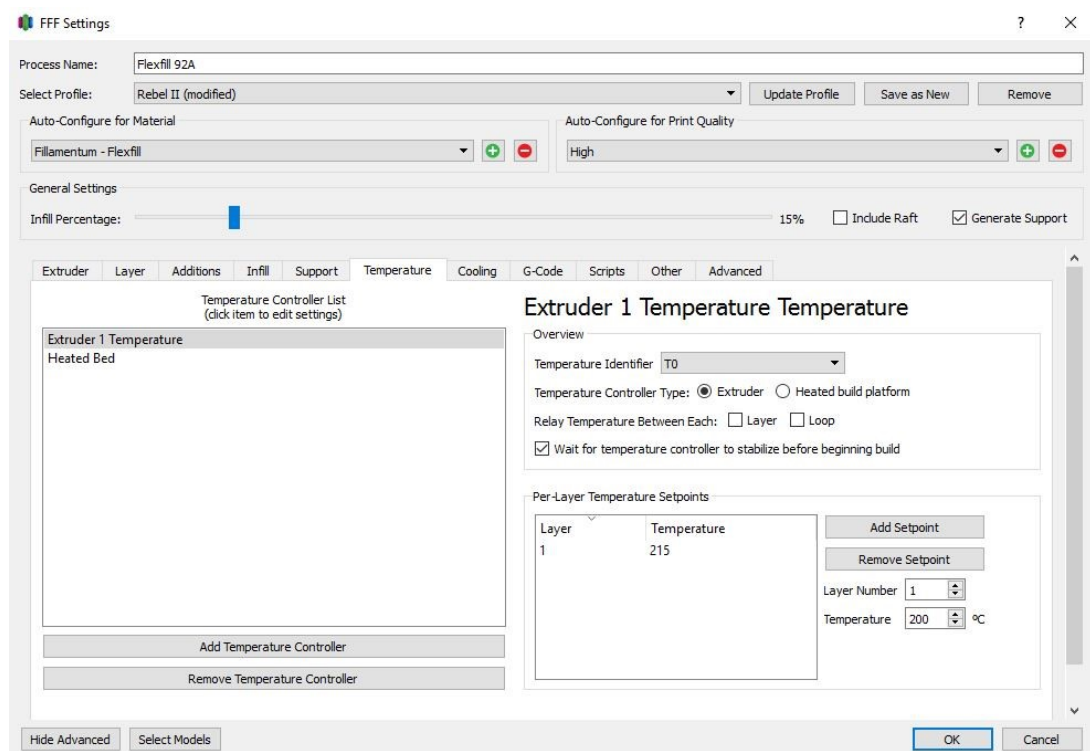 FFF Settings
?
Process Name: Flexfill 92A
Select Profile: Rebel II (modified) Update Profile Save as New Remove
Auto-Configure for Material
Fillamentum - Flexfill
Auto-Configure for Print Quality
High
General Settings
Infill Percentage: 15% Include Raft Generate Support
Extruder Layer Additions Infill Support Temperature Cooling G-Code Scripts Other Advanced
Temperature Controller List
(click item to edit settings)
Extruder 1 Temperature
Heated Bed
Add Temperature Controller
Remove Temperature Controller
Extruder 1 Temperature Temperature
Overview
Temperature Identifier T0
Temperature Controller Type: Extruder Heated build platform
Relay Temperature Between Each: Layer Loop
Wait for temperature controller to stabilize before beginning build
Per-Layer Temperature Setpoints
Layer Temperature
1 215
Add Setpoint
Remove Setpoint
Layer Number 1
Temperature 200 ºC
Hide Advanced Select Models OK Cancel